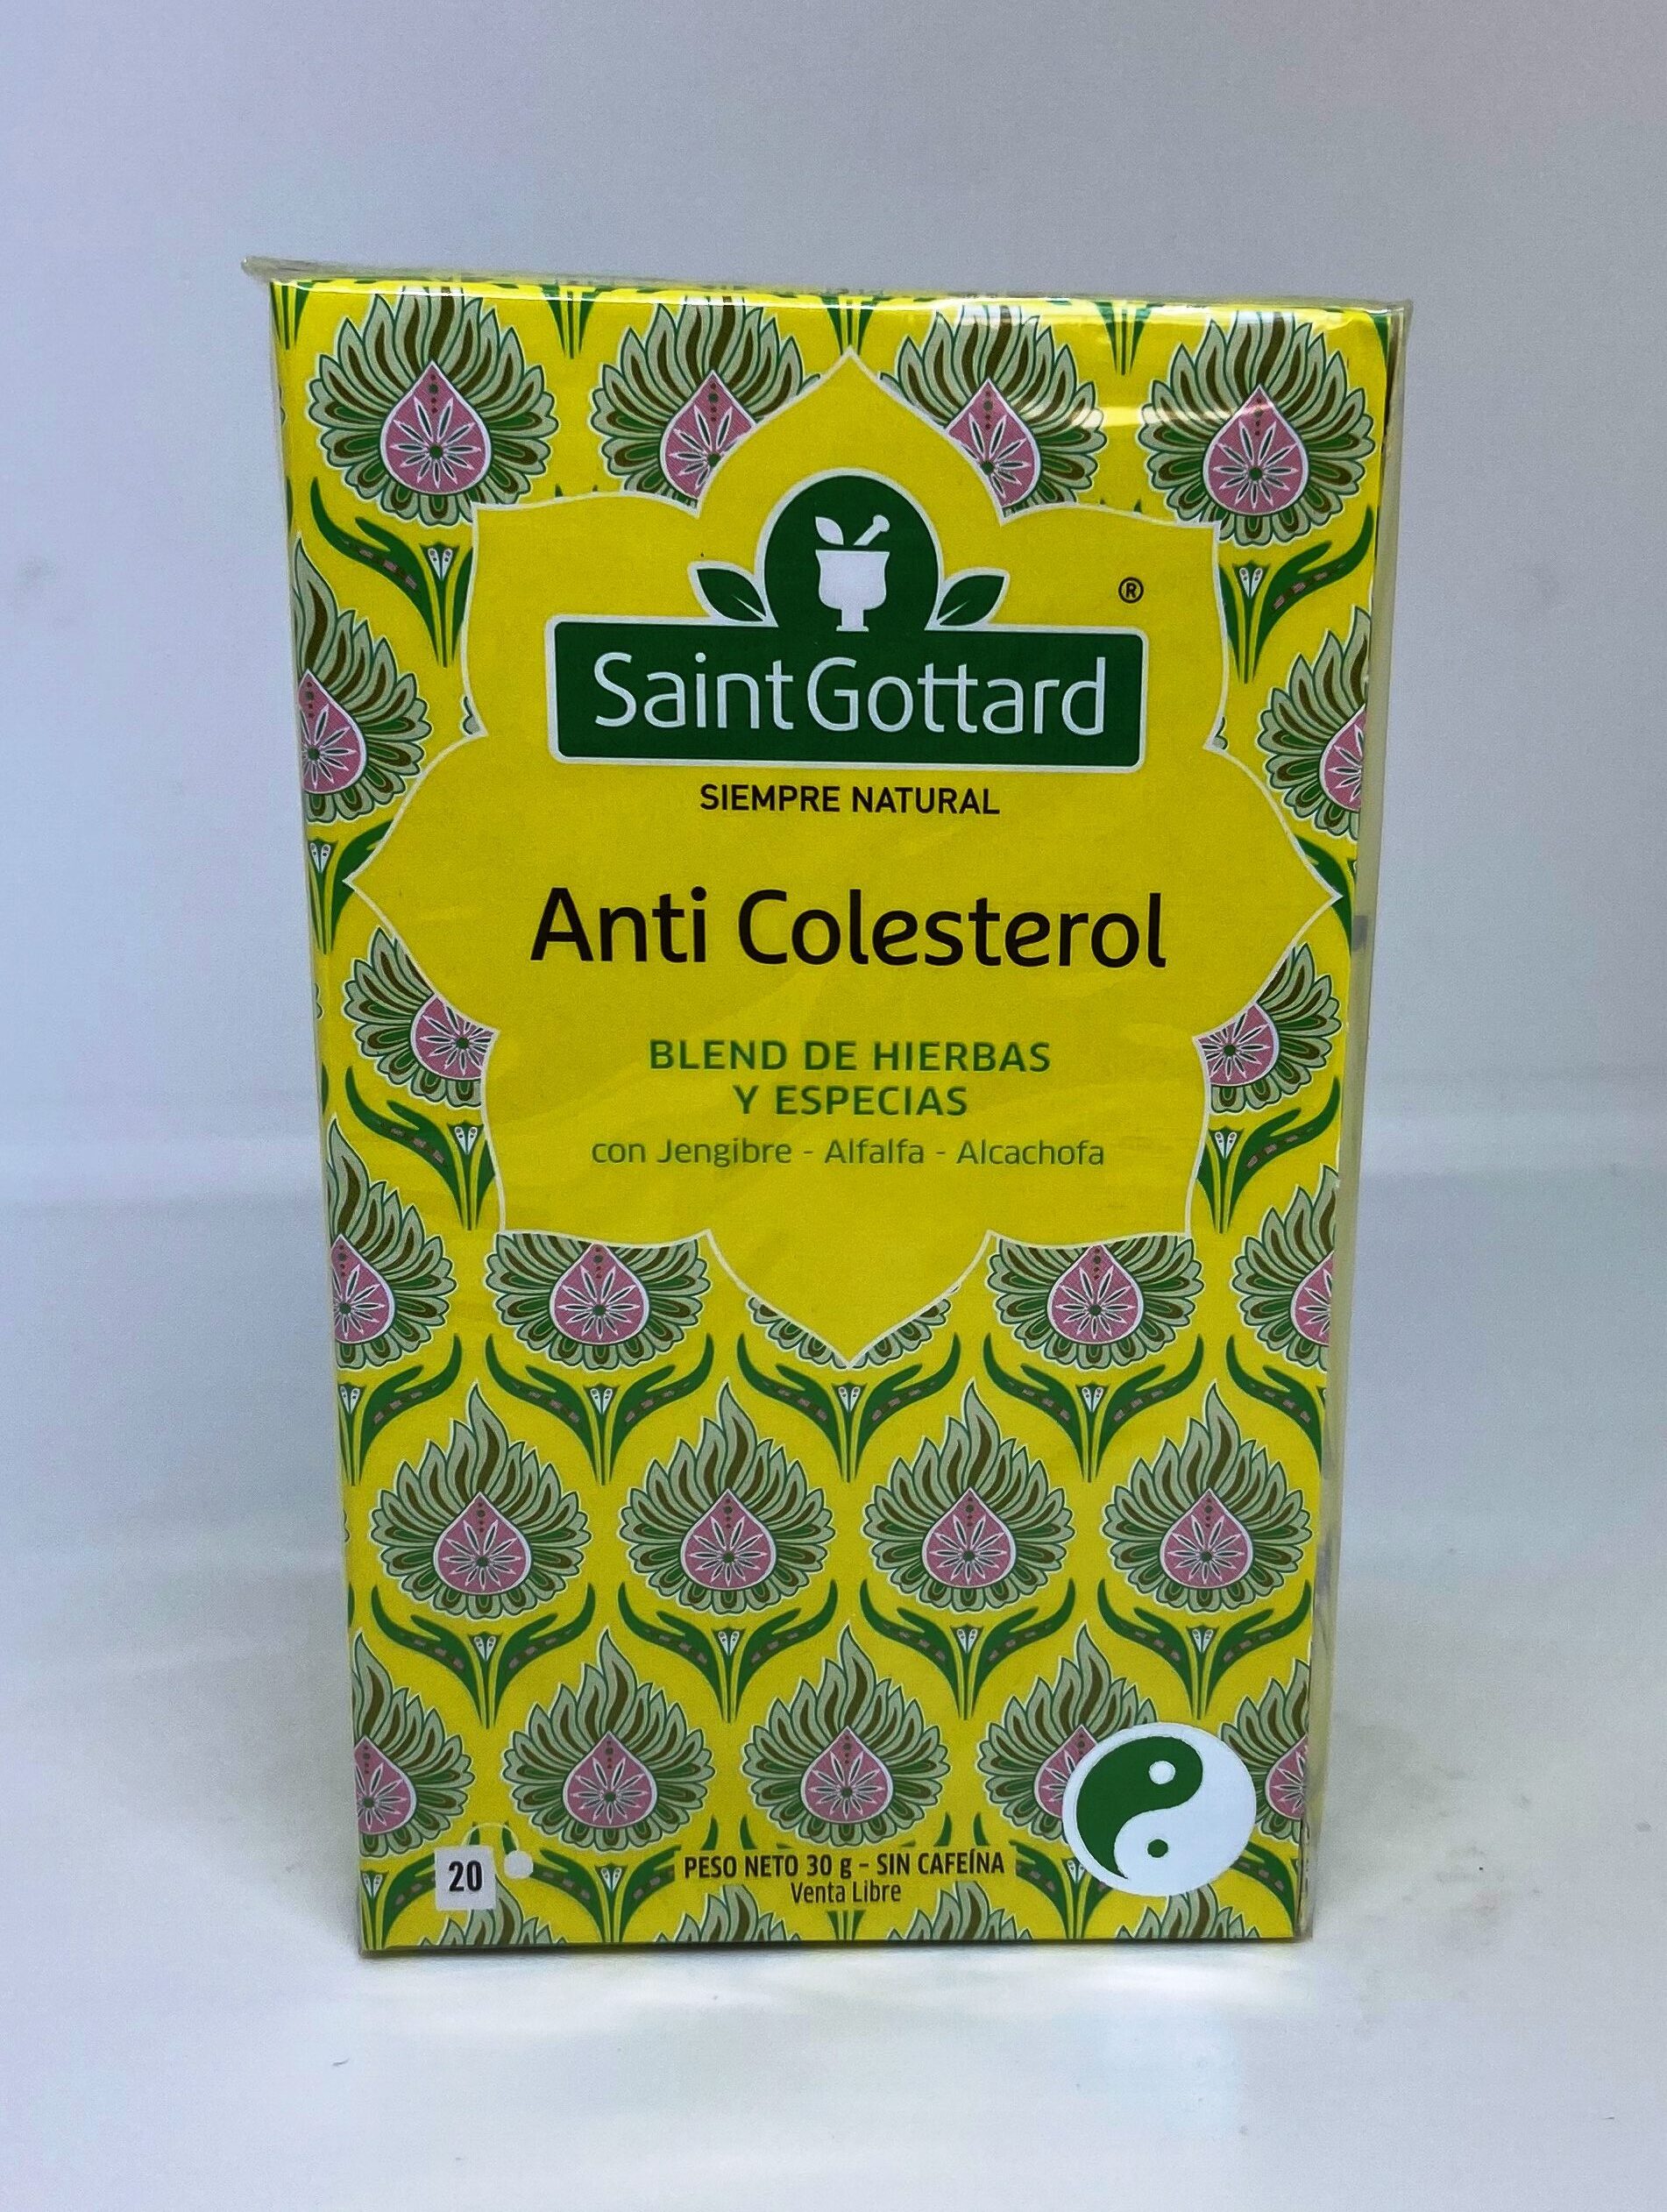 ®
Saint Gottard
SIEMPRE NATURAL
Anti Colesterol
BLEND DE HIERBAS
Y ESPECIAS
con Jengibre - Alfalfa - Alcachofa
20
PESO NETO 30 g - SIN CAFEÍNA
Venta Libre